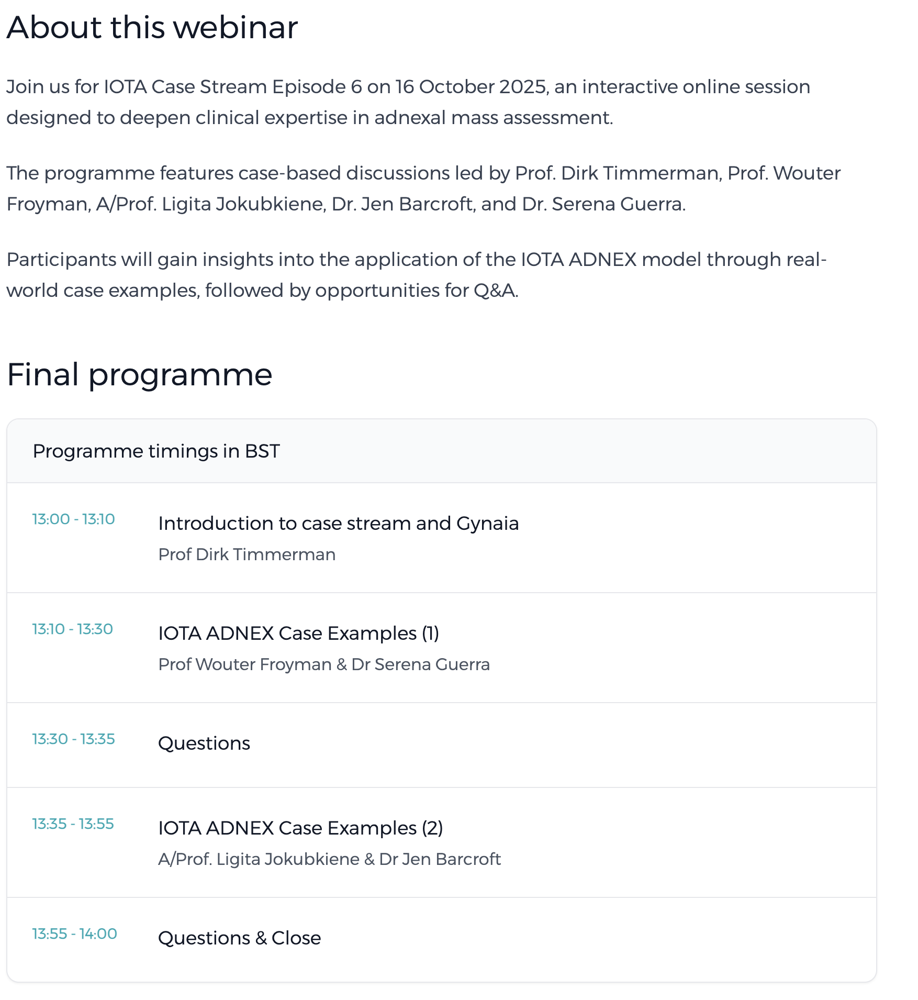 About this webinar
Join us for IOTA Case Stream Episode 6 on 16 October 2025, an interactive online session
designed to deepen clinical expertise in adnexal mass assessment.
The programme features case-based discussions led by Prof. Dirk Timmerman, Prof. Wouter
Froyman, A/Prof. Ligita Jokubkiene, Dr. Jen Barcroft, and Dr. Serena Guerra.
Participants will gain insights into the application of the IOTA ADNEX model through real-
world case examples, followed by opportunities for Q&A.
Final programme
Programme timings in BST
13:00 - 13:10
Introduction to case stream and Gynaia
Prof Dirk Timmerman
13:10 - 13:30
IOTA ADNEX Case Examples (1)
Prof Wouter Froyman & Dr Serena Guerra
13:30 - 13:35
Questions
13:35 - 13:55
IOTA ADNEX Case Examples (2)
A/Prof. Ligita Jokubkiene & Dr Jen Barcroft
13:55 - 14:00
Questions & Close